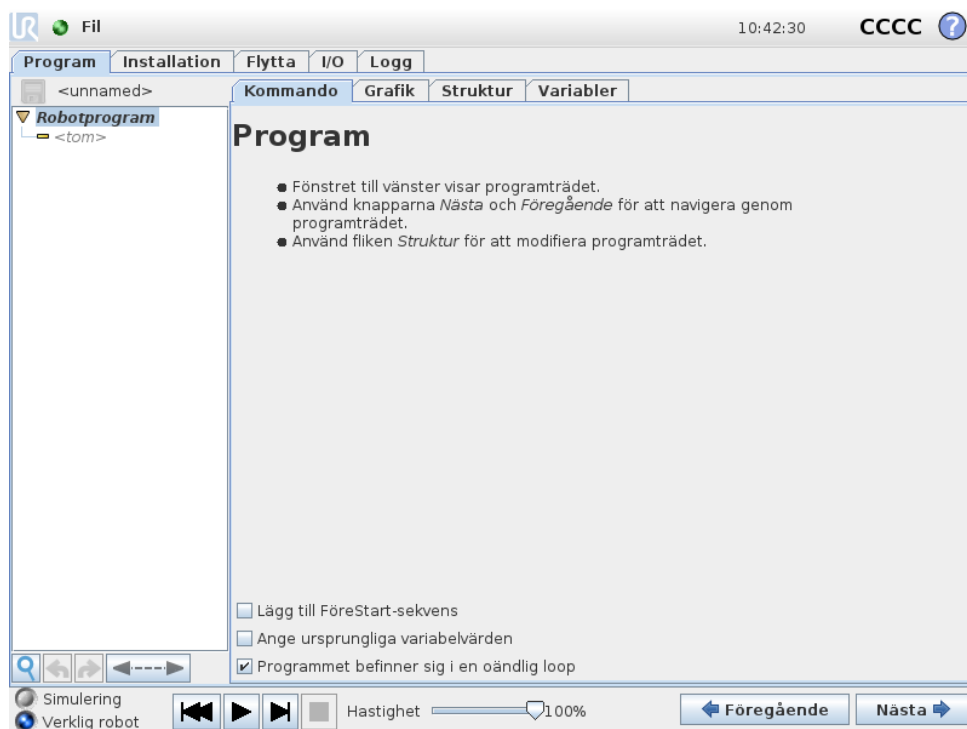 Fil
10:42:30
CCCC
?
Program Installation Flytta I/O Logg
<unnamed>
Kommando Grafik Struktur Variabler
Robotprogram
<tom>
Program
Fönstret till vänster visar programträdet.
Använd knapparna Nästa och Föregående för att navigera genom
programträdet.
Använd fliken Struktur för att modifiera programträdet.
Lägg till FöreStart-sekvens
Ange ursprungliga variabelvärden
Programmet befinner sig i en oändlig loop
Simulering
Verklig robot
Hastighet 100%
Föregående
Nästa